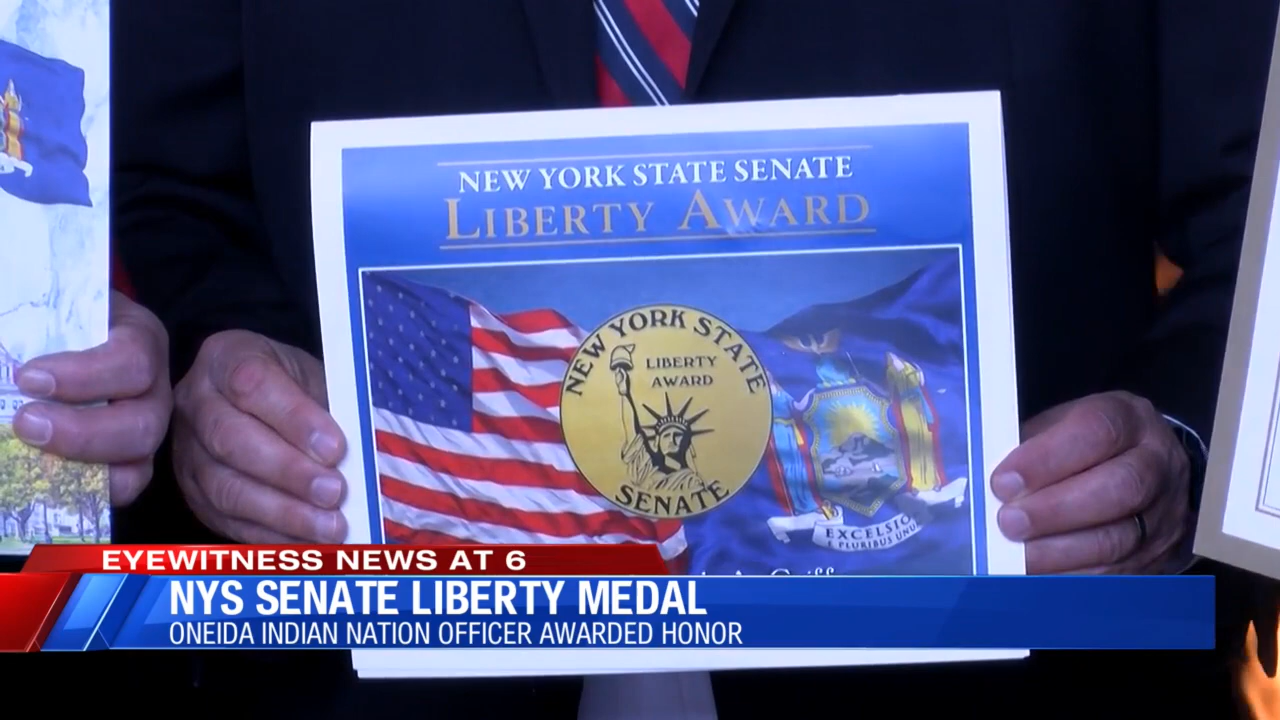 NEW YORK STATE SENATE
LIBERTY AWARD
NEW YORK STATE
LIBERTY
AWARD
SENATE
EXCELSIO
E PLURIBUS UNUM
EYEWITNESS NEWS AT 6
NYS SENATE LIBERTY MEDAL
ONEIDA INDIAN NATION OFFICER AWARDED HONOR